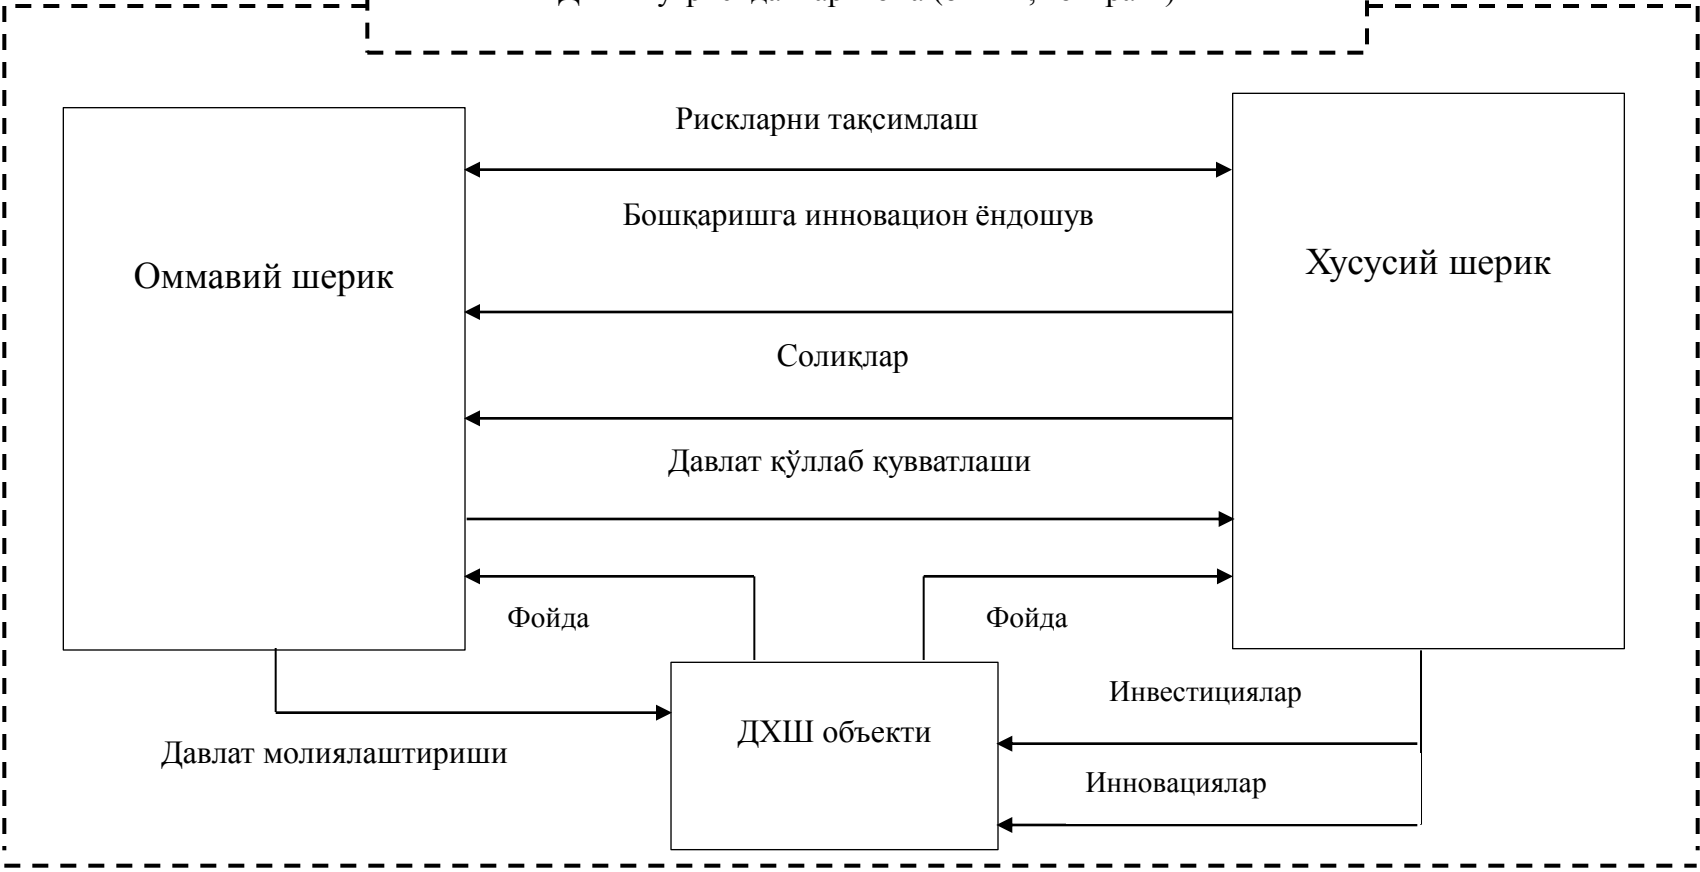 Рискларни тақсимлаш
Бошқаришга инновацион ёндошув
Оммавий шерик
Хусусий шерик
Солиқлар
Давлат қўллаб қувватлаши
Фойда
Фойда
Инвестициялар
ДХШ объекти
Давлат молиялаштириши
Инновациялар